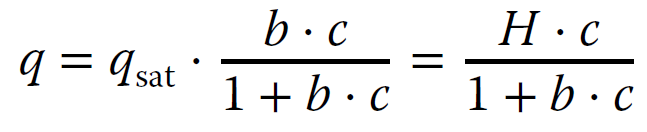 q = q_sat · (b · c)/(1 + b · c) = (H · c)/(1 + b · c)